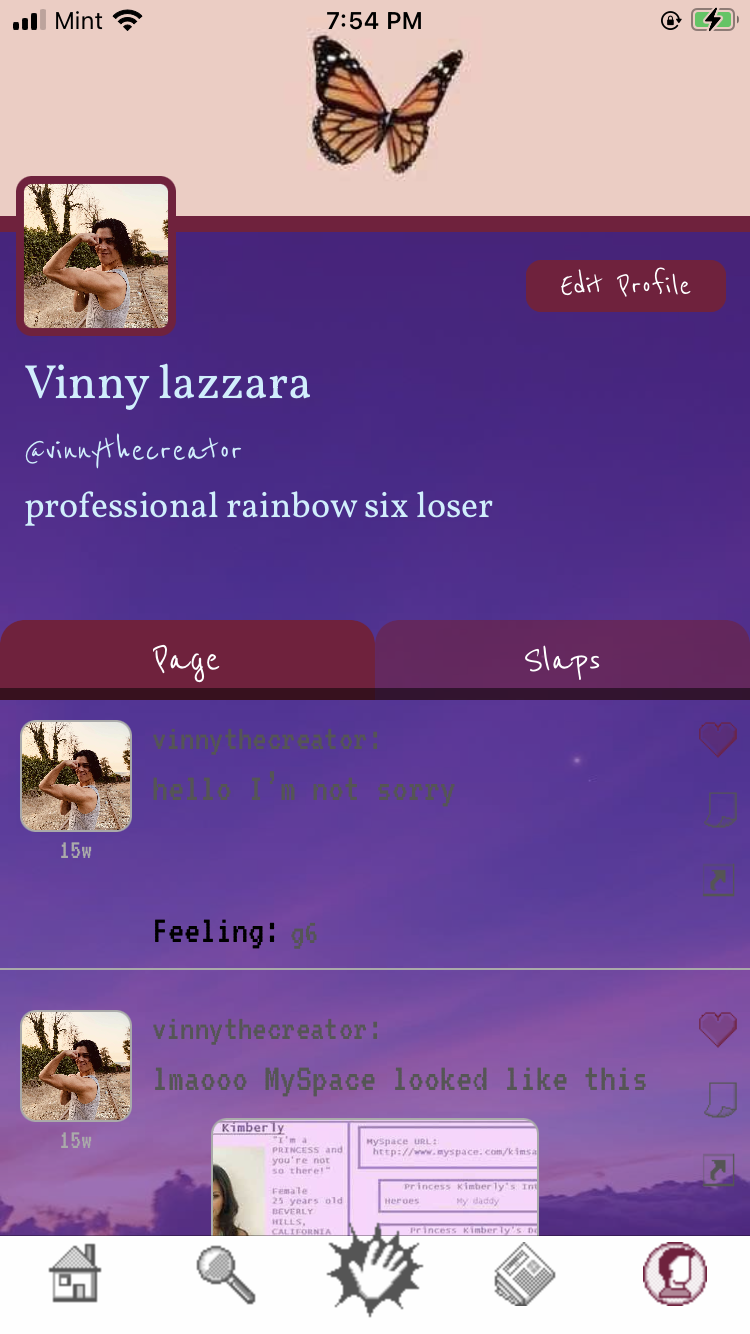 Mint 7:54 PM
Edit Profile
Vinny lazzara
@vinnythecreator
professional rainbow six loser
Page Slaps
vinnythecreator:
hello I'm not sorry
15w
Feeling: g6
vinnythecreator:
lmaooo MySpace looked like this
15w
Kimberly
"I'm a
PRINCESS and
you're not
so there!"
Female
25 years old
BEVERLY
HILLS,
CALIFORNIA
MySpace URL:
http://www.myspace.com/kimsa
Princess Kimberly's Int
Heroes My daddy
Princess Kimberly's D